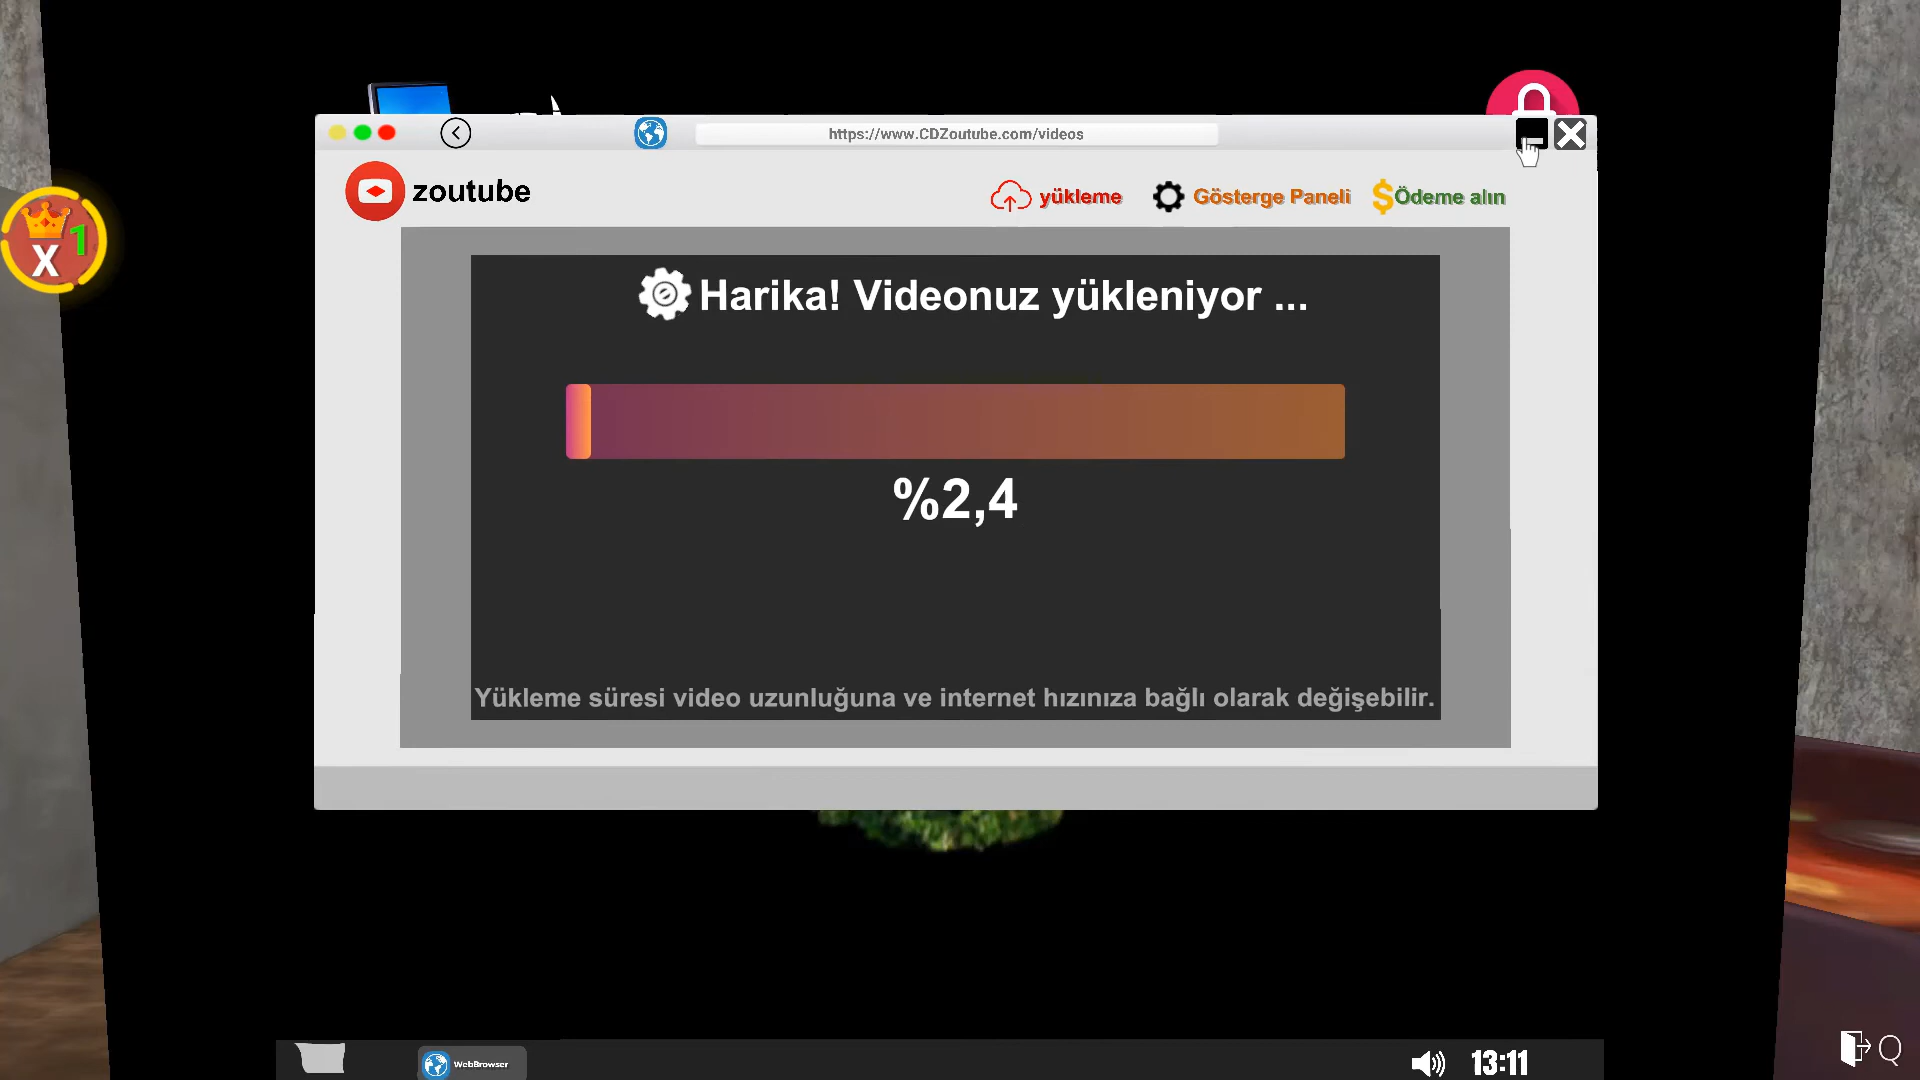 https://www.CDZoutube.com/videos
zoutube
yükleme
Gösterge Paneli
Ödeme alın
X 1
Harika! Videonuz yükleniyor ...
%2,4
Yükleme süresi video uzunluğuna ve internet hızınıza bağlı olarak değişebilir.
WebBrowser
13:11
Q